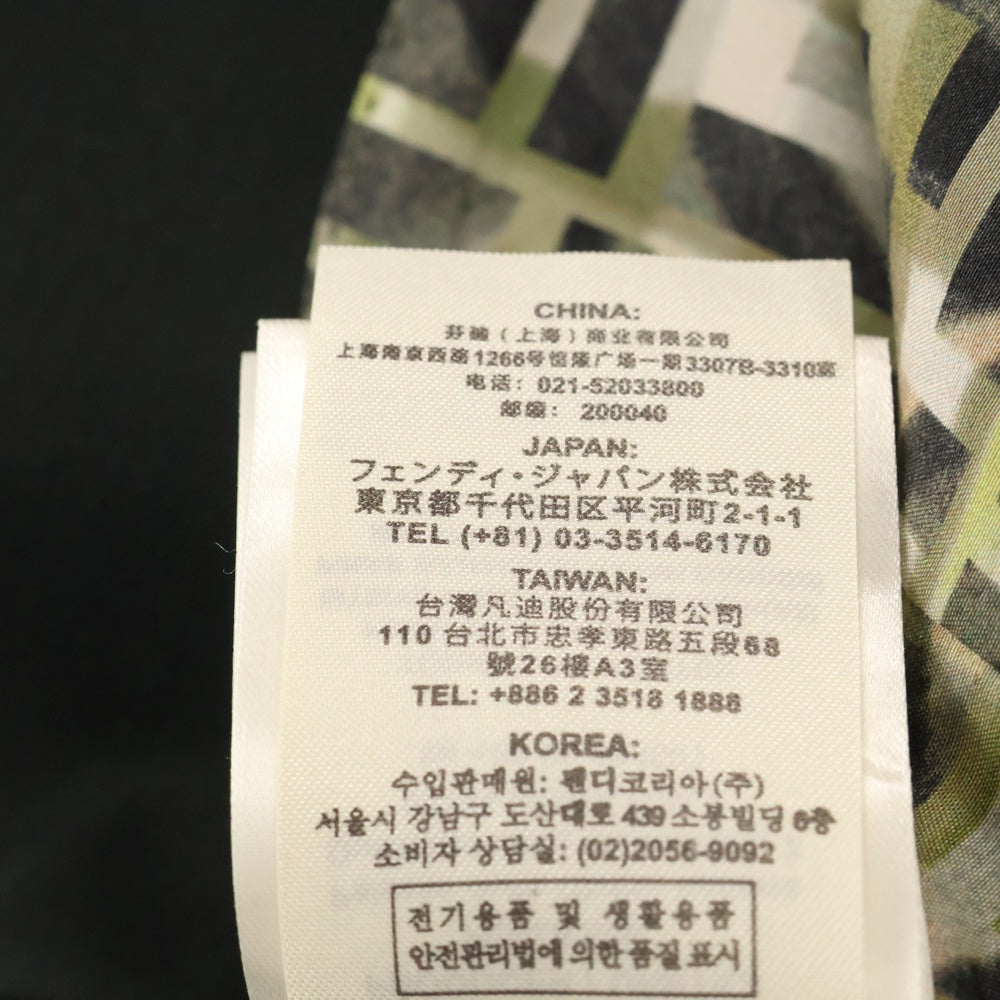 CHINA:
芬迪（上海）商业有限公司
上海南京西路1266号恒隆广场一期3307B-3310室
电话：021-52033800
邮编： 200040
JAPAN:
フェンディ・ジャパン株式会社
東京都千代田区平河町2-1-1
TEL (+81) 03-3514-6170
TAIWAN:
台灣凡迪股份有限公司
110 台北市忠孝東路五段68
號26樓A3室
TEL: +886 2 3518 1888
KOREA:
수입판매원: 펜디코리아(주)
서울시 강남구 도산대로 439 소봉빌딩 6층
소비자 상담실: (02)2056-9092
전기용품 및 생활용품
안전관리법에 의한 품질 표시